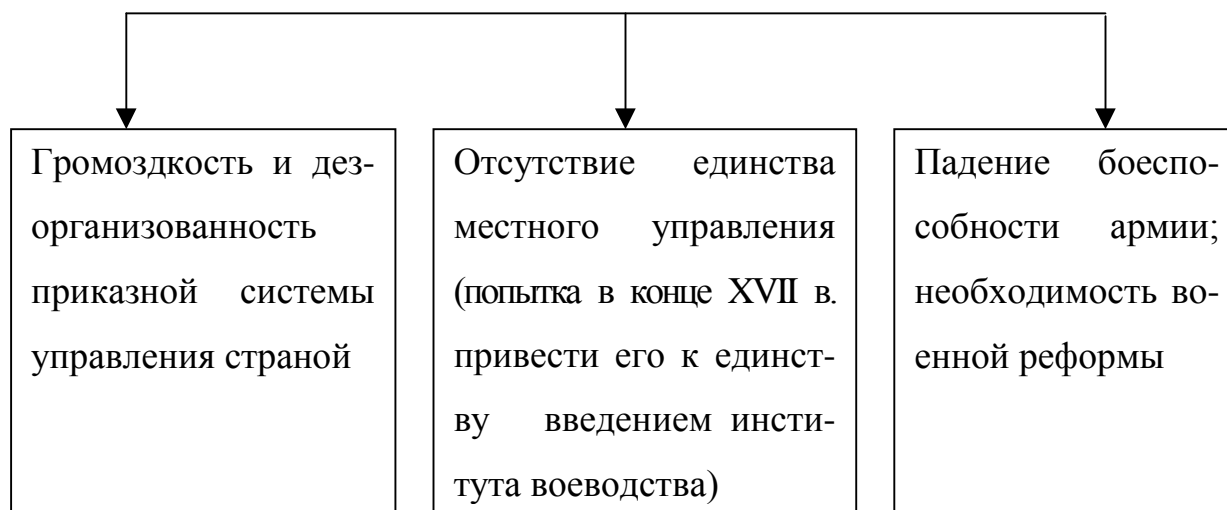 Громоздкость и дез-
организованность
приказной системы
управления страной
Отсутствие единства
местного управления
(попытка в конце XVII в.
привести его к единст-
ву введением инсти-
тута воеводства)
Падение боеспо-
собности армии;
необходимость во-
енной реформы